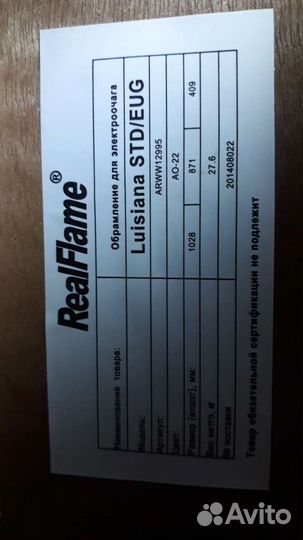 RealFlame®
Наименование товара: Обрамление для электроочага
Модель: Luisiana STD/EUG
Артикул: ARWW12995
Цвет: АО-22
Размер (вхшхг), мм: 1028 871 409
Вес нетто, кг 27.6
№ поставки 201408022
Товар обязательной сертификации не подлежит
Avito